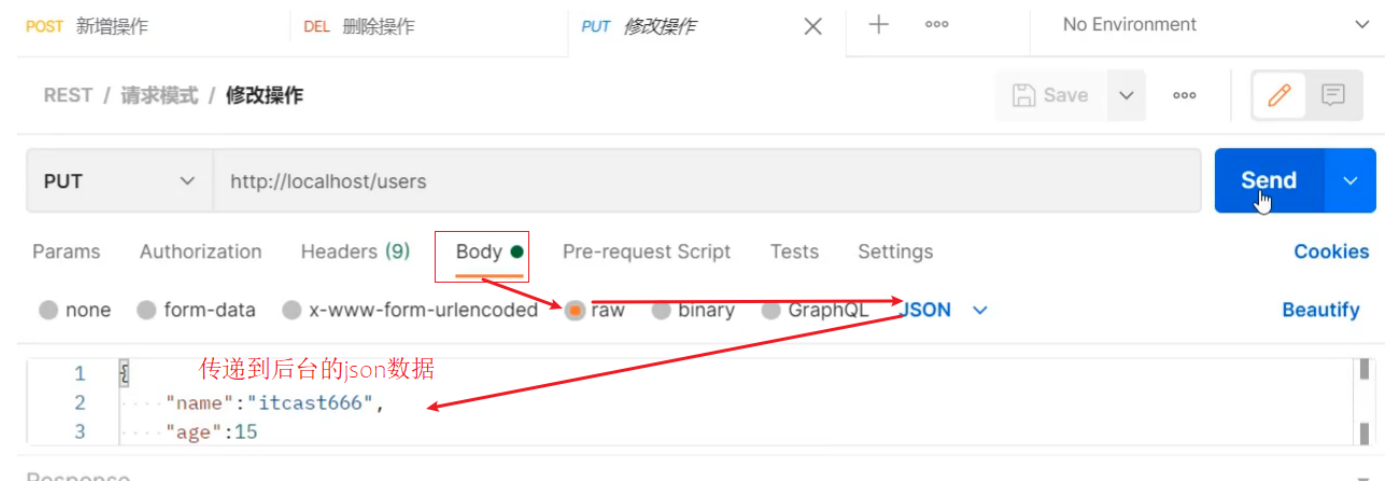 POST 新增操作 DEL 删除操作 PUT 修改操作 No Environment
REST / 请求模式 / 修改操作 Save
PUT http://localhost/users Send
Params Authorization Headers (9) Body Pre-request Script Tests Settings Cookies
none form-data x-www-form-urlencoded raw binary GraphQL JSON Beautify
传递到后台的json数据
1 {
2 "name":"itcast666",
3 "age":15
Response